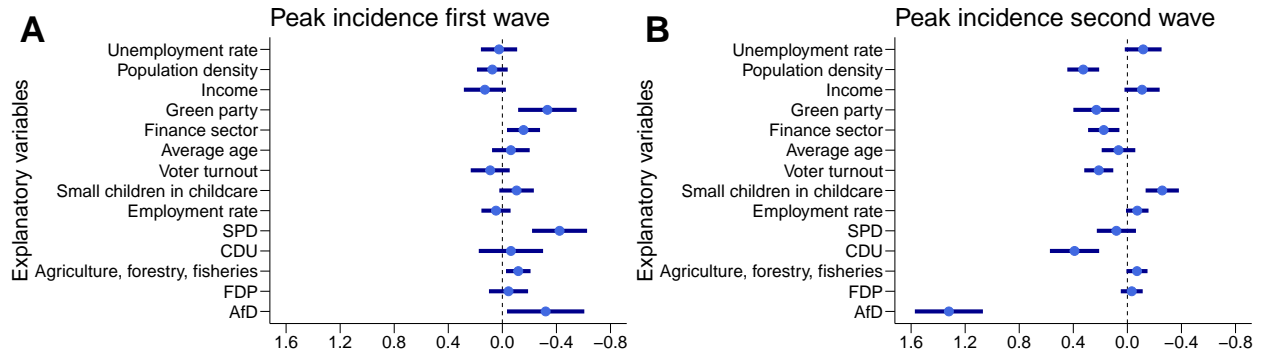 A
Peak incidence first wave
Explanatory variables
Unemployment rate
Population density
Income
Green party
Finance sector
Average age
Voter turnout
Small children in childcare
Employment rate
SPD
CDU
Agriculture, forestry, fisheries
FDP
AfD
1.6 1.2 0.8 0.4 0.0 −0.4 −0.8
B
Peak incidence second wave
Explanatory variables
Unemployment rate
Population density
Income
Green party
Finance sector
Average age
Voter turnout
Small children in childcare
Employment rate
SPD
CDU
Agriculture, forestry, fisheries
FDP
AfD
1.6 1.2 0.8 0.4 0.0 −0.4 −0.8